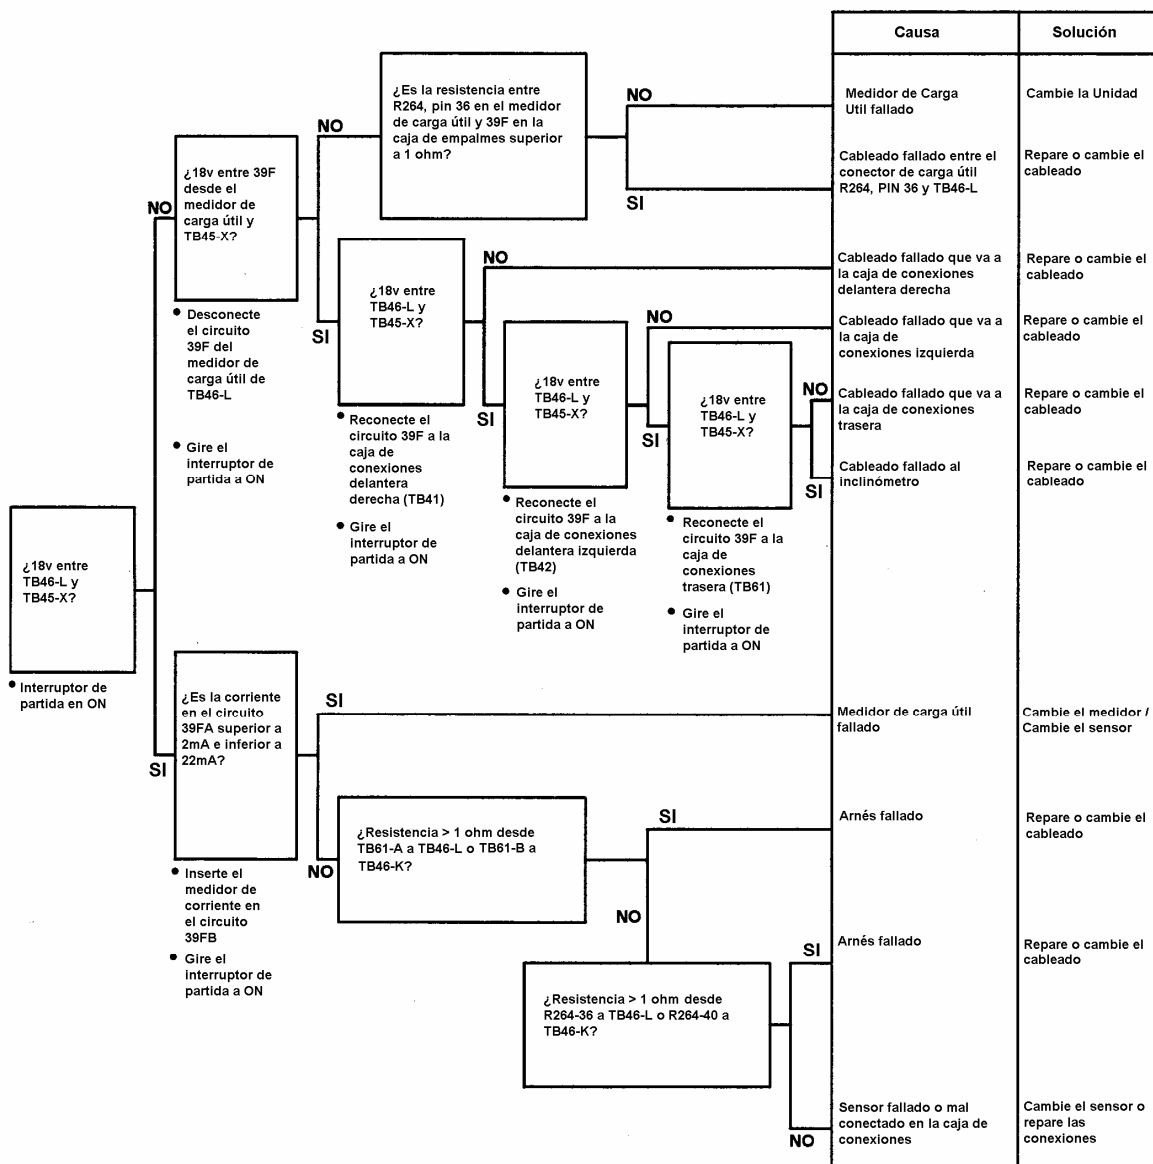 Causa
Solución
¿Es la resistencia entre
R264, pin 36 en el medidor
de carga útil y 39F en la
caja de empalmes superior
a 1 ohm?
NO
NO
SI
Medidor de Carga
Util fallado
Cambie la Unidad
Cableado fallado entre el
conector de carga útil
R264, PIN 36 y TB46-L
Repare o cambie el
cableado
¿18v entre 39F
desde el
medidor de
carga útil y
TB45-X?
NO
SI
• Desconecte
el circuito
39F del
medidor de
carga útil de
TB46-L
• Gire el
interruptor de
partida a ON
¿18v entre
TB46-L y
TB45-X?
NO
SI
• Reconecte el
circuito 39F a la
caja de
conexiones
delantera
derecha (TB41)
• Gire el
interruptor de
partida a ON
Cableado fallado que va a
la caja de conexiones
delantera derecha
Repare o cambie el
cableado
¿18v entre
TB46-L y
TB45-X?
NO
SI
• Reconecte el
circuito 39F a la
caja de conexiones
delantera izquierda
(TB42)
• Gire el
interruptor de
partida a ON
Cableado fallado que va a
la caja de
conexiones izquierda
Repare o cambie el
cableado
¿18v entre
TB46-L y
TB45-X?
NO
SI
• Reconecte el
circuito 39F a la
caja de
conexiones
trasera (TB61)
• Gire el
interruptor de
partida a ON
Cableado fallado que va a
la caja de conexiones
trasera
Repare o cambie el
cableado
Cableado fallado al
inclinómetro
Repare o cambie el
cableado
¿18v entre
TB46-L y
TB45-X?
• Interruptor de
partida en ON
SI
¿Es la corriente
en el circuito
39FA superior a
2mA e inferior a
22mA?
• Inserte el
medidor de
corriente en
el circuito
39FB
• Gire el
interruptor de
partida a ON
SI
NO
Medidor de carga útil
fallado
Cambie el medidor /
Cambie el sensor
¿Resistencia > 1 ohm desde
TB61-A a TB46-L o TB61-B a
TB46-K?
SI
NO
Arnés fallado
Repare o cambie el
cableado
¿Resistencia > 1 ohm desde
R264-36 a TB46-L o R264-40 a
TB46-K?
SI
NO
Arnés fallado
Repare o cambie el
cableado
Sensor fallado o mal
conectado en la caja de
conexiones
Cambie el sensor o
repare las
conexiones